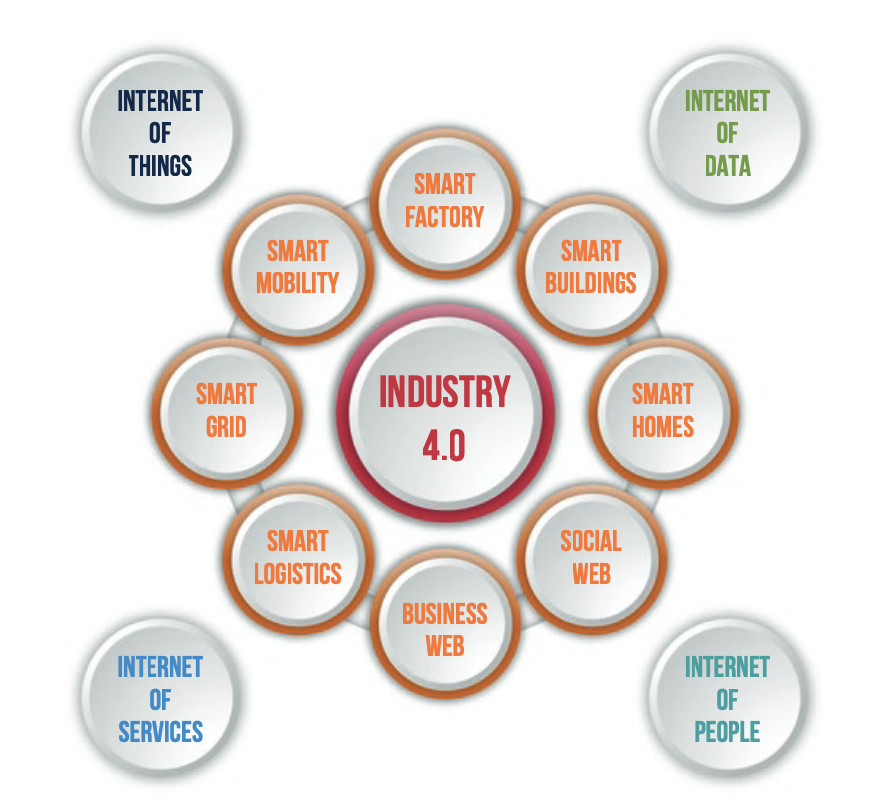 INTERNET
OF
THINGS
INTERNET
OF
DATA
SMART
FACTORY
SMART
MOBILITY
SMART
BUILDINGS
SMART
GRID
INDUSTRY
4.0
SMART
HOMES
SMART
LOGISTICS
SOCIAL
WEB
BUSINESS
WEB
INTERNET
OF
SERVICES
INTERNET
OF
PEOPLE